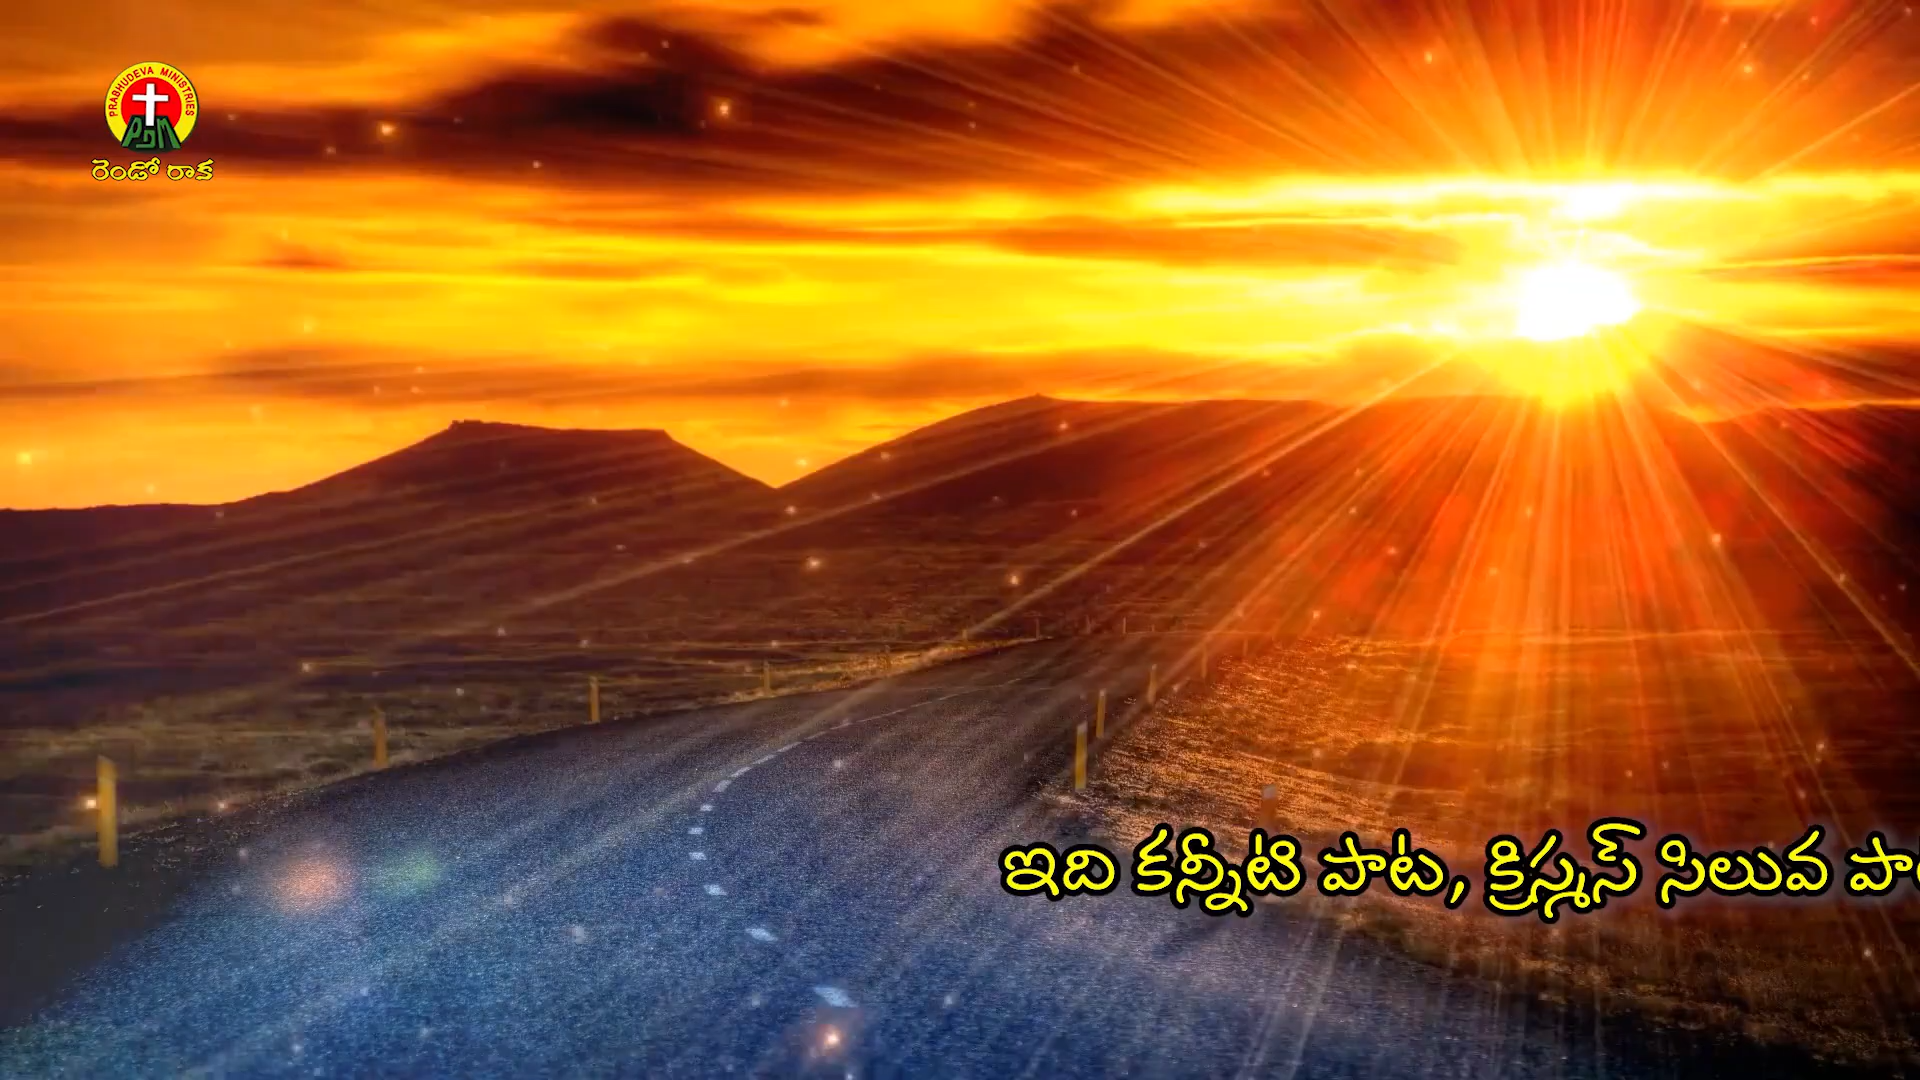 PRABHUDEVA MINISTRIES
PDM
రెండో రాక
ఇది కన్నీటి పాట, క్రిస్మస్ సిలువ